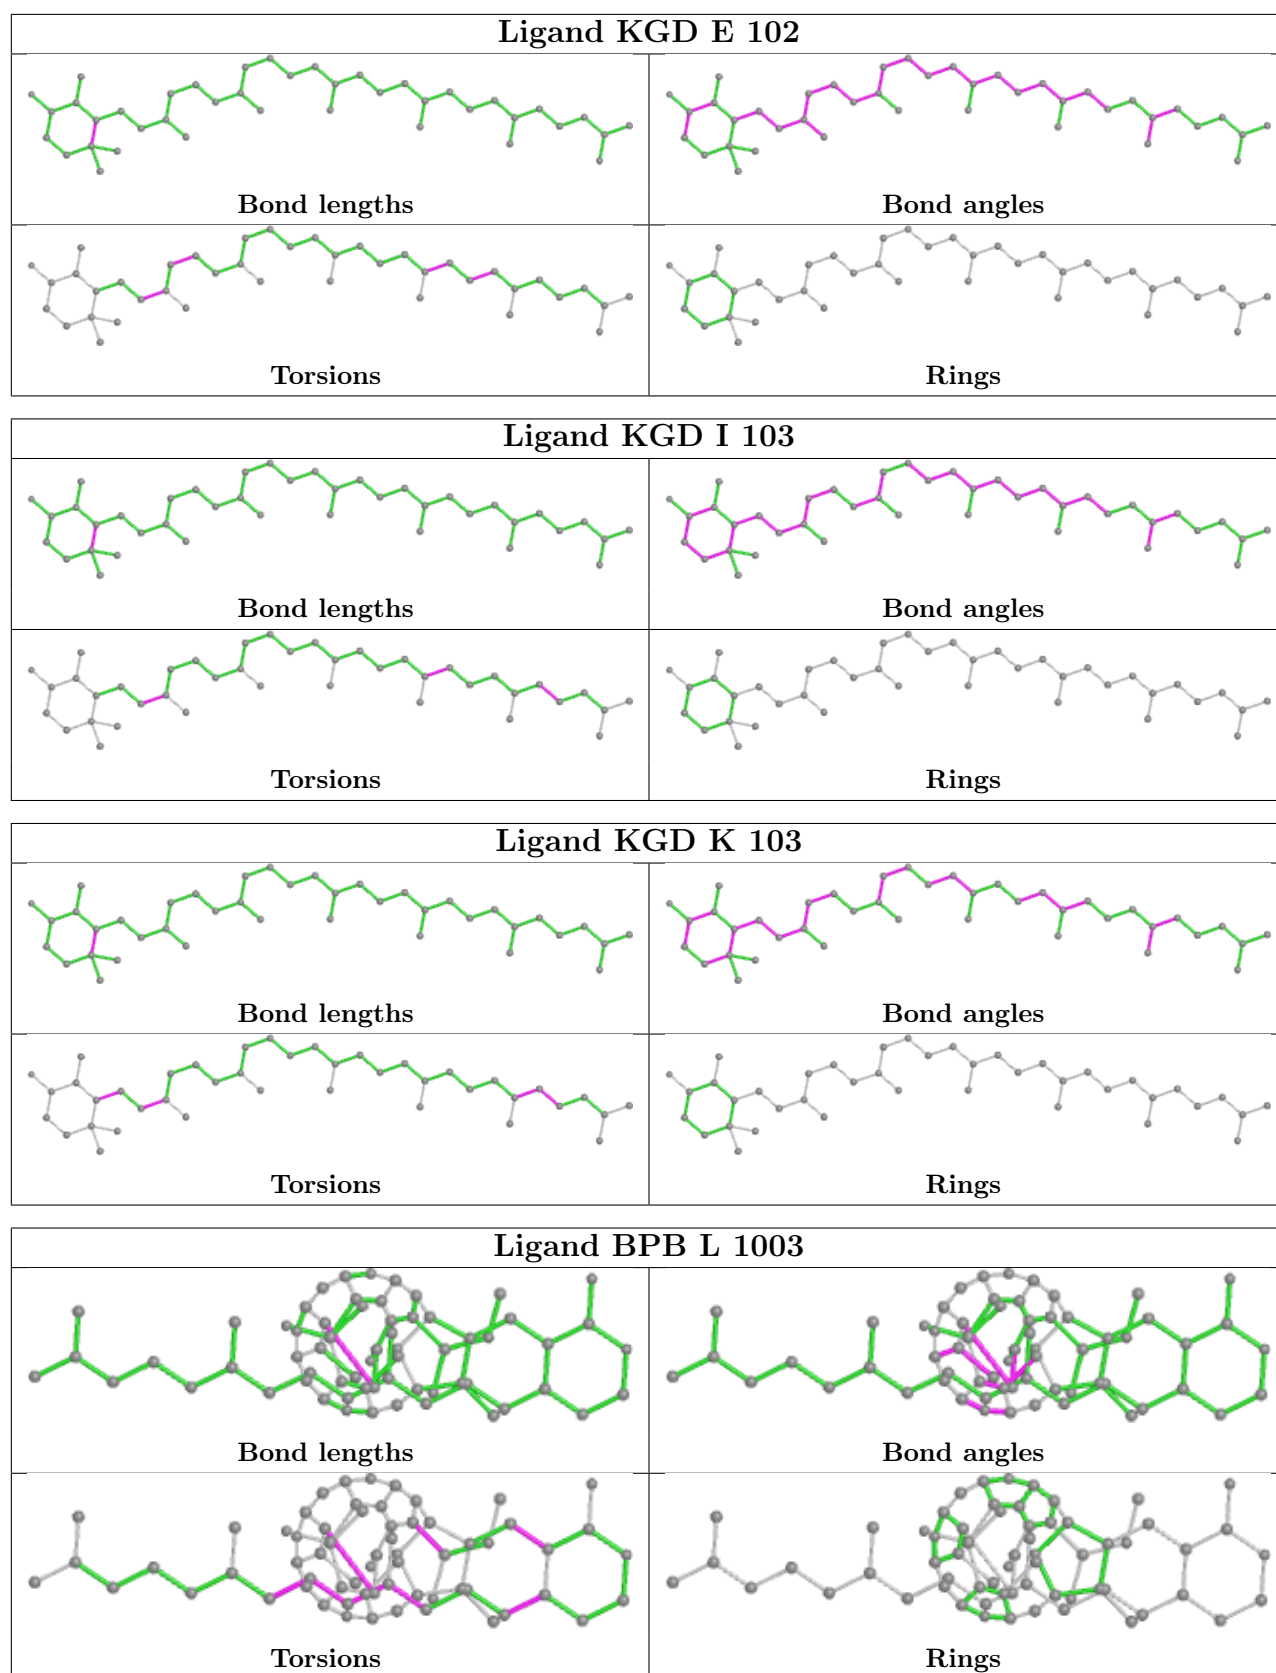 Ligand KGD E 102
Bond lengths
Bond angles
Torsions
Rings
Ligand KGD I 103
Bond lengths
Bond angles
Torsions
Rings
Ligand KGD K 103
Bond lengths
Bond angles
Torsions
Rings
Ligand BPB L 1003
Bond lengths
Bond angles
Torsions
Rings